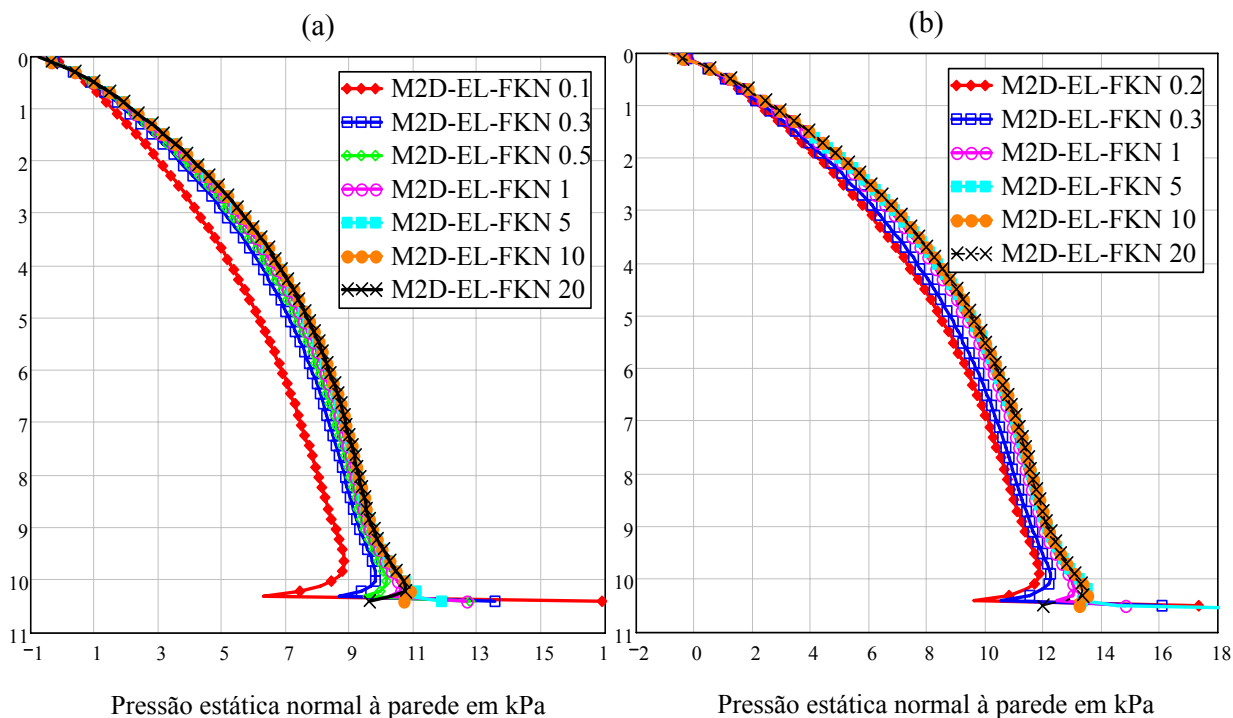 (a)
0
1
2
3
4
5
6
7
8
9
10
11
−1 1 3 5 7 9 11 13 15 1
M2D-EL-FKN 0.1
M2D-EL-FKN 0.3
M2D-EL-FKN 0.5
M2D-EL-FKN 1
M2D-EL-FKN 5
M2D-EL-FKN 10
M2D-EL-FKN 20
Pressão estática normal à parede em kPa
(b)
0
1
2
3
4
5
6
7
8
9
10
11
−2 0 2 4 6 8 10 12 14 16 18
M2D-EL-FKN 0.2
M2D-EL-FKN 0.3
M2D-EL-FKN 1
M2D-EL-FKN 5
M2D-EL-FKN 10
M2D-EL-FKN 20
Pressão estática normal à parede em kPa